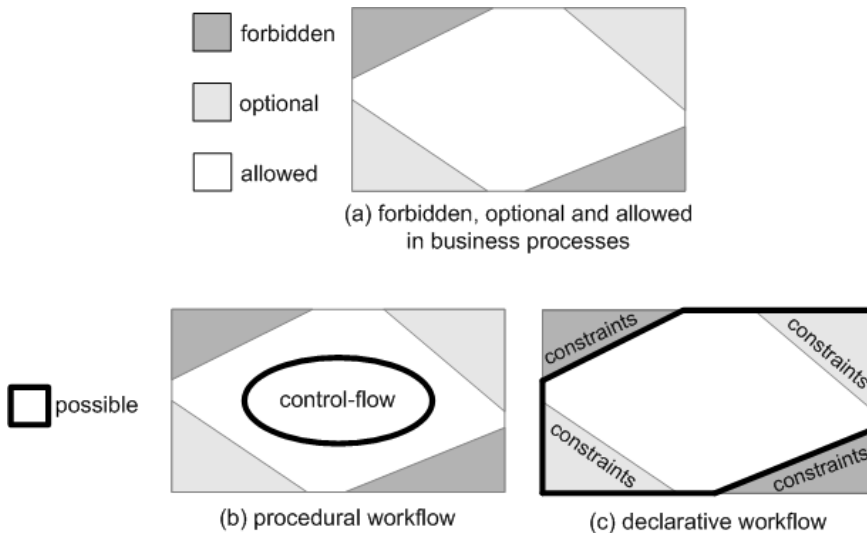 forbidden
optional
allowed
(a) forbidden, optional and allowed
in business processes
possible
control-flow
(b) procedural workflow
constraints
constraints
constraints
constraints
(c) declarative workflow